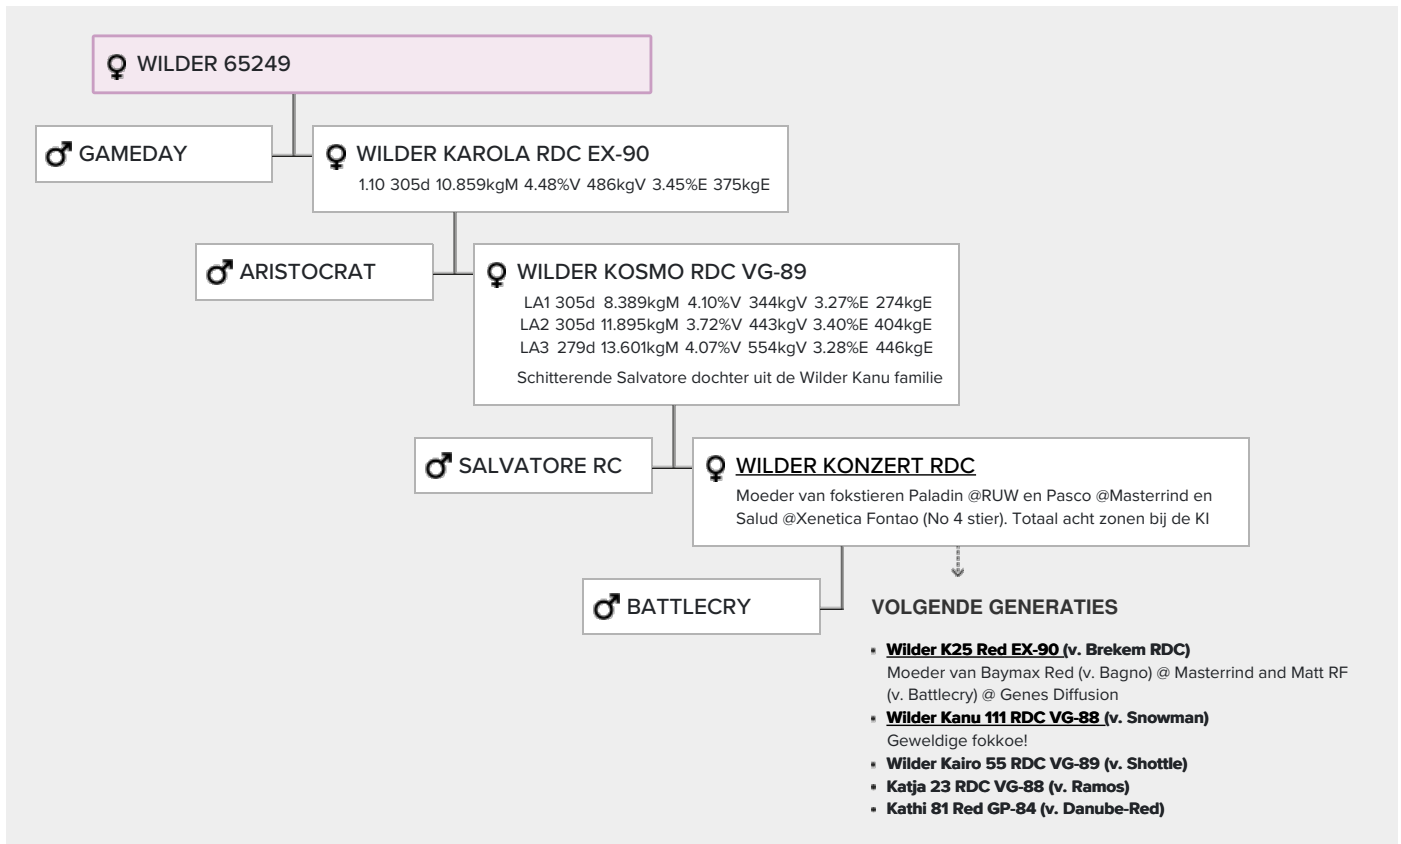 WILDER 65249
GAMEDAY
WILDER KAROLA RDC EX-90
1.10 305d 10.859kgM 4.48%V 486kgV 3.45%E 375kgE
ARISTOCRAT
WILDER KOSMO RDC VG-89
LA1 305d 8.389kgM 4.10%V 344kgV 3.27%E 274kgE
LA2 305d 11.895kgM 3.72%V 443kgV 3.40%E 404kgE
LA3 279d 13.601kgM 4.07%V 554kgV 3.28%E 446kgE
Schitterende Salvatore dochter uit de Wilder Kanu familie
SALVATORE RC
WILDER KONZERT RDC
Moeder van fokstieren Paladin @RUW en Pasco @Masterrind en
Salud @Xenetica Fontao (No 4 stier). Totaal acht zonen bij de KI
BATTLECRY
VOLGENDE GENERATIES
▪ Wilder K25 Red EX-90 (v. Brekem RDC)
Moeder van Baymax Red (v. Bagno) @ Masterrind and Matt RF
(v. Battlecry) @ Genes Diffusion
▪ Wilder Kanu 111 RDC VG-88 (v. Snowman)
Geweldige fokkoe!
▪ Wilder Kairo 55 RDC VG-89 (v. Shottle)
▪ Katja 23 RDC VG-88 (v. Ramos)
▪ Kathi 81 Red GP-84 (v. Danube-Red)